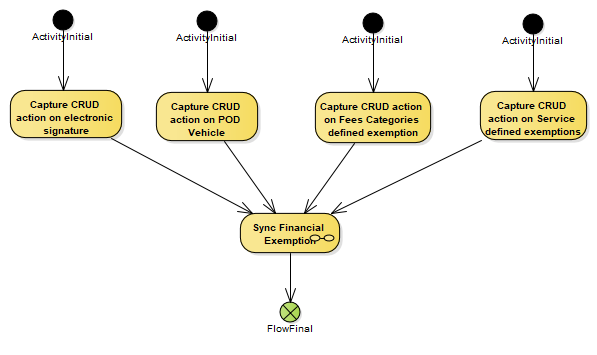 ActivityInitial
ActivityInitial
ActivityInitial
ActivityInitial
Capture CRUD
action on electronic
signature
Capture CRUD
action on POD
Vehicle
Capture CRUD action
on Fees Categories
defined exemption
Capture CRUD
action on Service
defined exemptions
Sync Financial
Exemption
FlowFinal